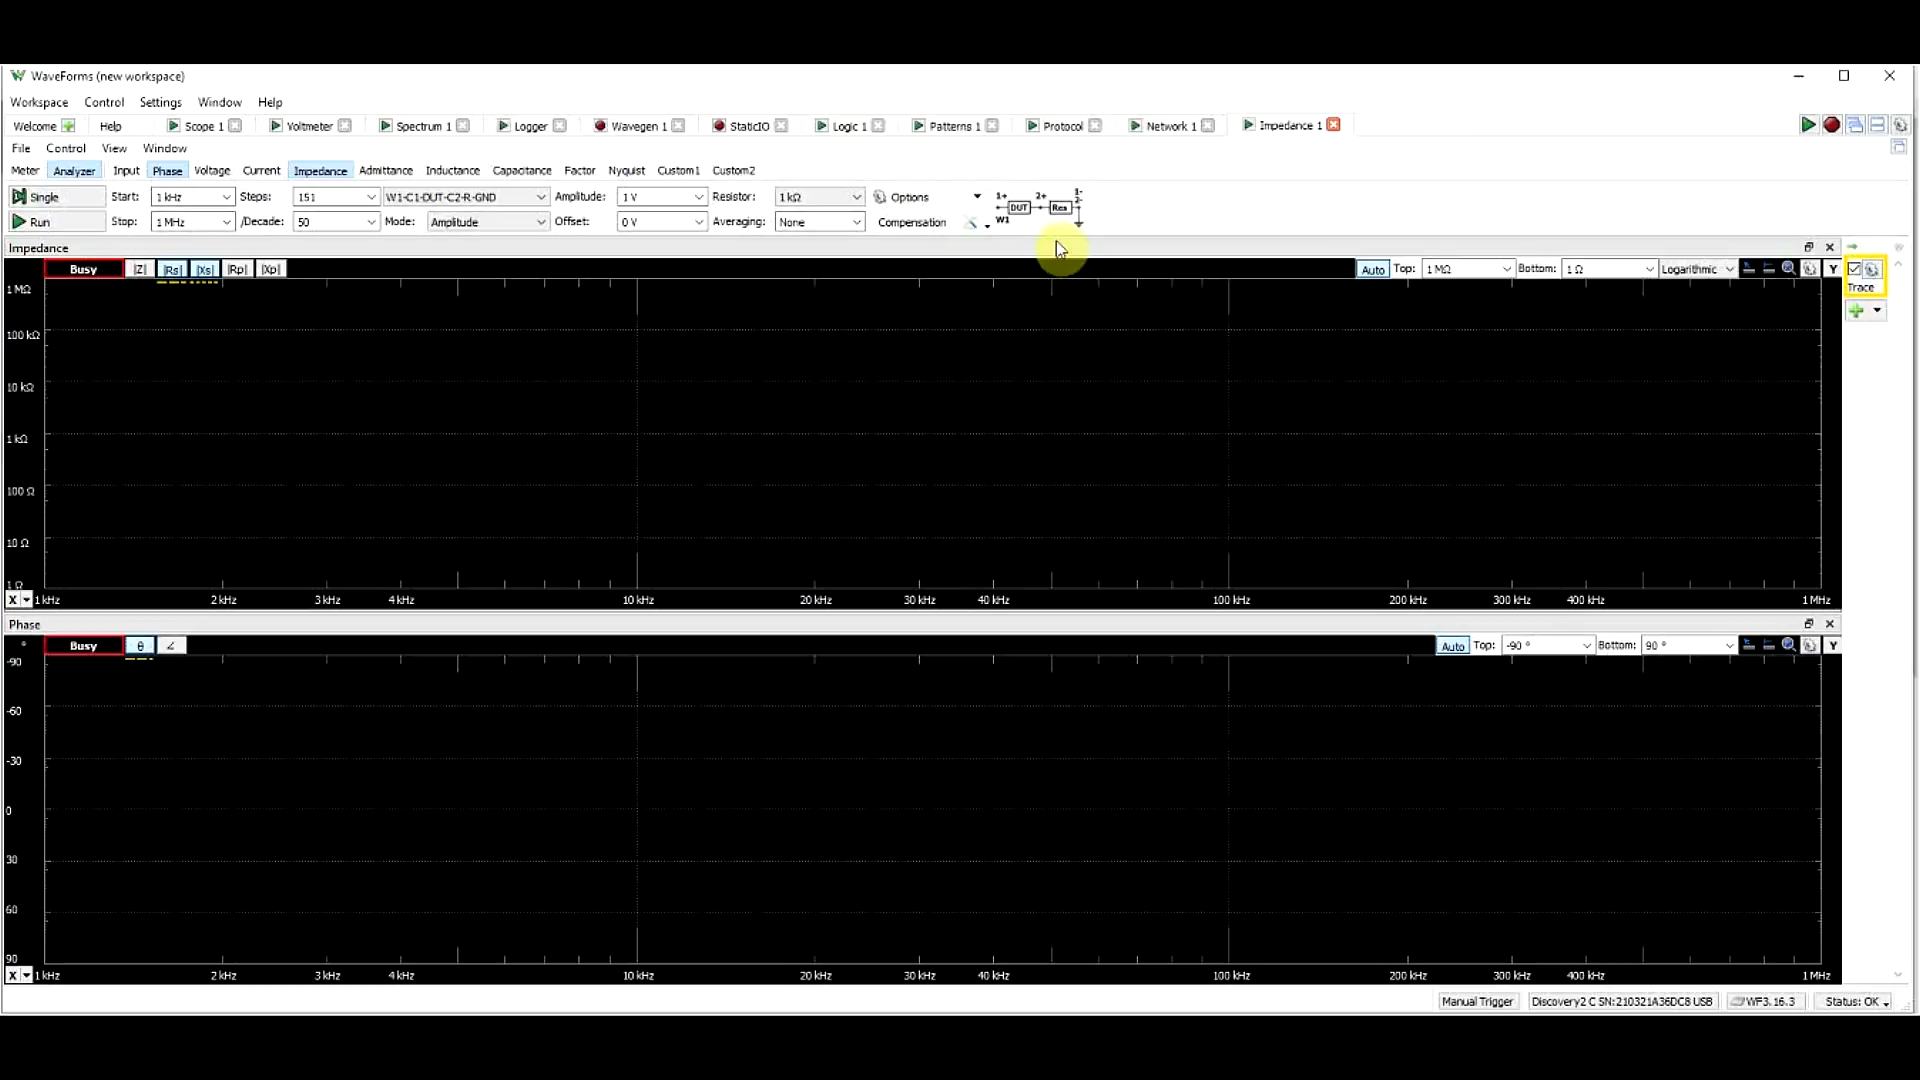 WaveForms (new workspace)
Workspace Control Settings Window Help
Welcome Help Scope 1 Voltmeter Spectrum 1 Logger Wavegen 1 StaticIO Logic 1 Patterns 1 Protocol Network 1 Impedance 1
File Control View Window
Meter Analyzer Input Phase Voltage Current Impedance Admittance Inductance Capacitance Factor Nyquist Custom1 Custom2
Single Start: 1 kHz Steps: 151 W1-C1-DUT-C2-R-GND Amplitude: 1 V Resistor: 1 kΩ Options
Run Stop: 1 MHz /Decade: 50 Mode: Amplitude Offset: 0 V Averaging: None Compensation
1+ 2+ 1-
2-
DUT Res
W1
Impedance
Busy |Z| |Rs| |Xs| |Rp| |Xp| Auto Top: 1 MΩ Bottom: 1 Ω Logarithmic Y
Trace
1 MΩ
100 kΩ
10 kΩ
1 kΩ
100 Ω
10 Ω
1 Ω
X 1 kHz 2 kHz 3 kHz 4 kHz 10 kHz 20 kHz 30 kHz 40 kHz 100 kHz 200 kHz 300 kHz 400 kHz 1 MHz
Phase
° Busy θ ∠ Auto Top: -90 ° Bottom: 90 ° Y
-90
-60
-30
0
30
60
90
X 1 kHz 2 kHz 3 kHz 4 kHz 10 kHz 20 kHz 30 kHz 40 kHz 100 kHz 200 kHz 300 kHz 400 kHz 1 MHz
Manual Trigger Discovery2 C SN:210321A36DC8 USB WF3.16.3 Status: OK